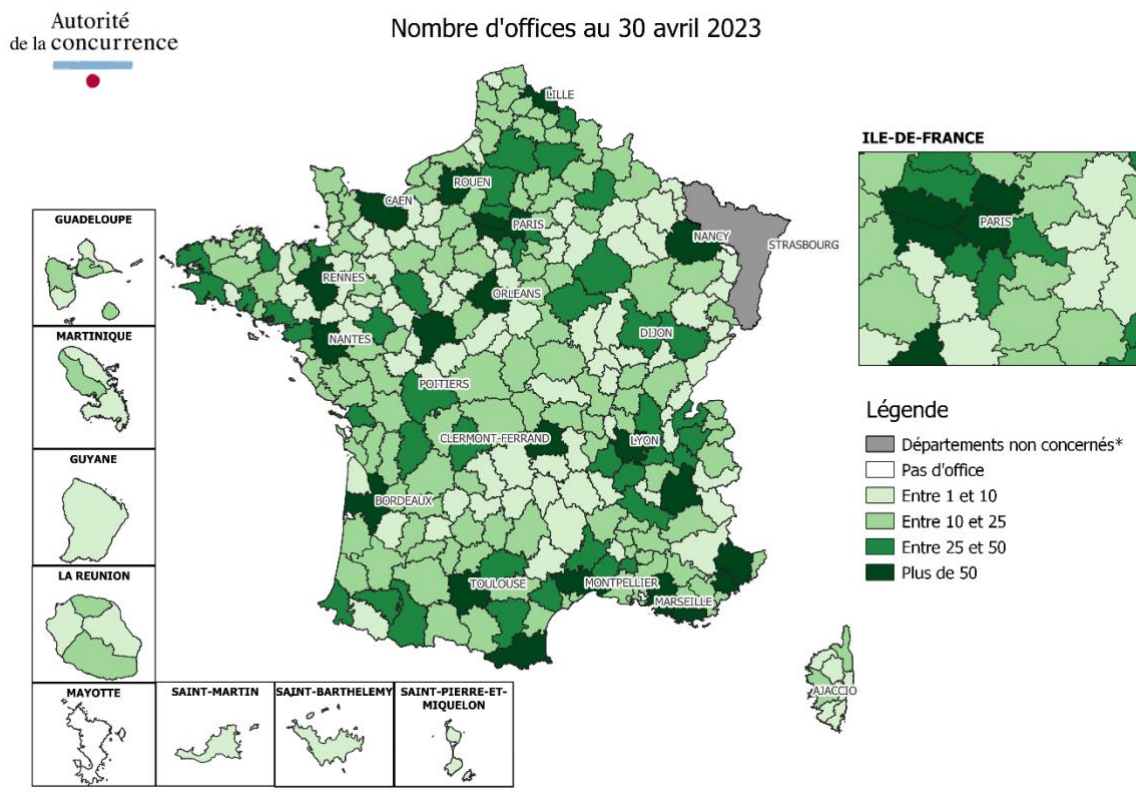 Autorité
de la concurrence
Nombre d'offices au 30 avril 2023
LILLE
ROUEN
CAEN
PARIS
NANCY
STRASBOURG
RENNES
ORLEANS
NANTES
DIJON
POITIERS
CLERMONT-FERRAND
LYON
BORDEAUX
TOULOUSE
MONTPELLIER
MARSEILLE
AJACCIO
GUADELOUPE
MARTINIQUE
GUYANE
LA REUNION
MAYOTTE
SAINT-MARTIN
SAINT-BARTHELEMY
SAINT-PIERRE-ET-
MIQUELON
ILE-DE-FRANCE
PARIS
Légende
Départements non concernés*
Pas d'office
Entre 1 et 10
Entre 10 et 25
Entre 25 et 50
Plus de 50